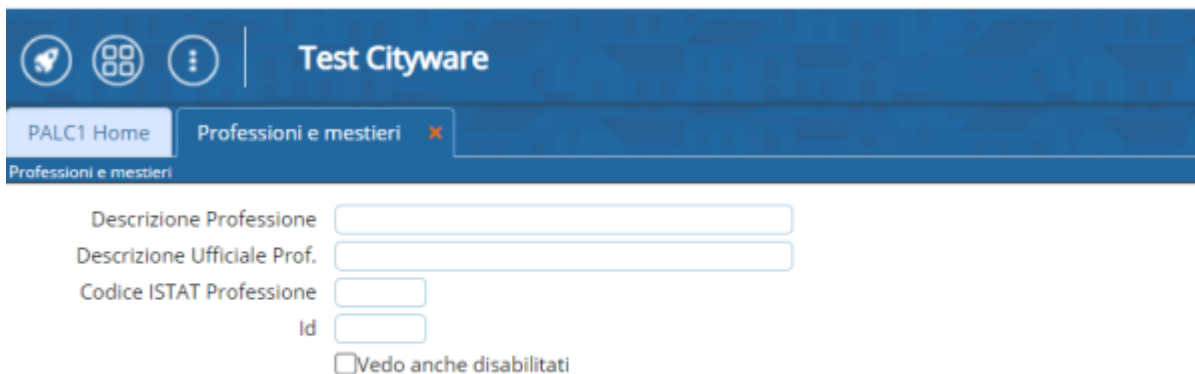 Test Cityware
PALC1 Home
Professioni e mestieri ×
Professioni e mestieri
Descrizione Professione
Descrizione Ufficiale Prof.
Codice ISTAT Professione
Id
Vedo anche disabilitati